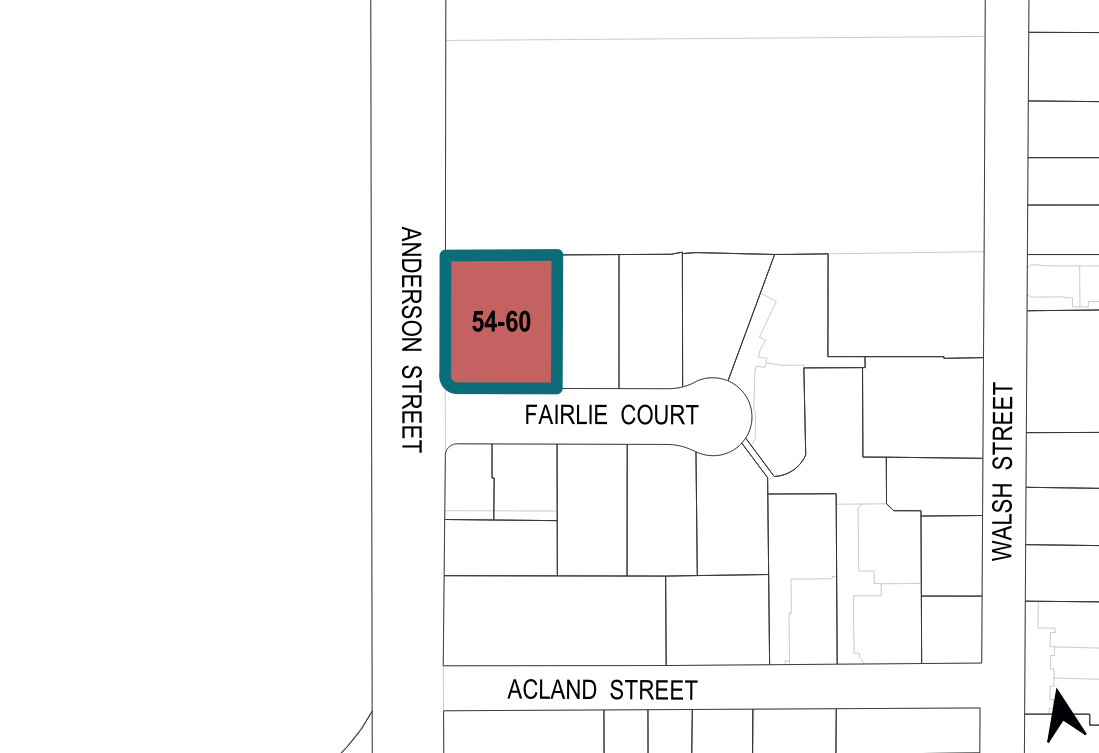 ANDERSON STREET
54-60
FAIRLIE COURT
WALSH STREET
ACLAND STREET